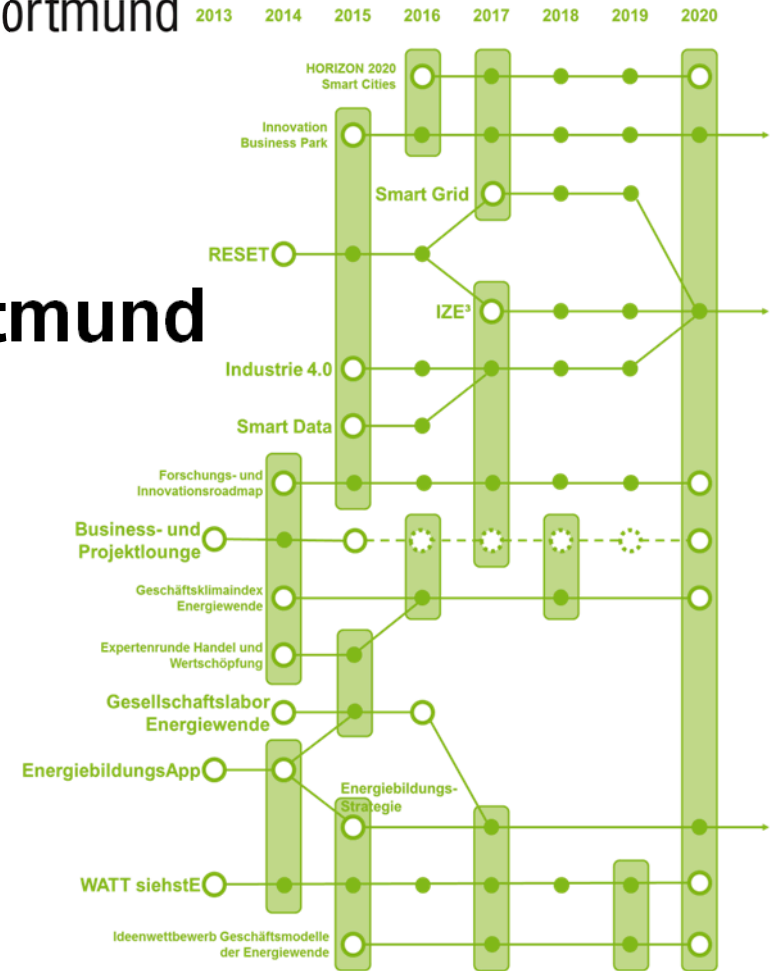 ortmund
2013 2014 2015 2016 2017 2018 2019 2020
HORIZON 2020
Smart Cities
Innovation
Business Park
Smart Grid
RESET
tmund
IZE³
Industrie 4.0
Smart Data
Forschungs- und
Innovationsroadmap
Business- und
Projektlounge
Geschäftsklimaindex
Energiewende
Expertenrunde Handel und
Wertschöpfung
Gesellschaftslabor
Energiewende
EnergiebildungsApp
Energiebildungs-
Strategie
WATT siehstE
Ideenwettbewerb Geschäftsmodelle
der Energiewende